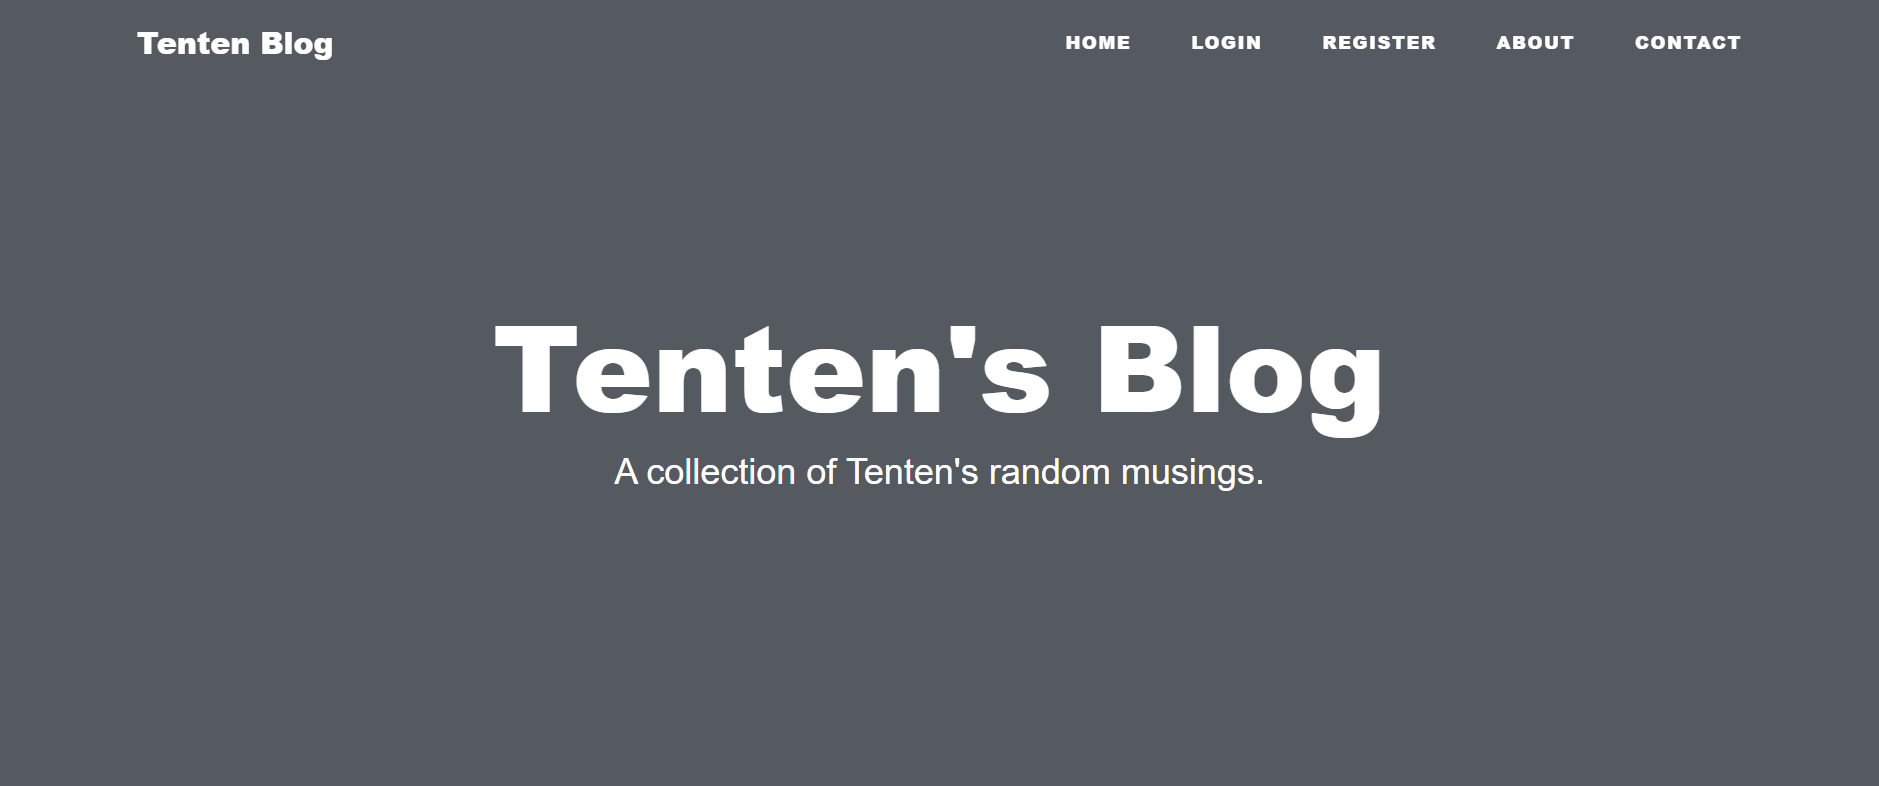 Tenten Blog
HOME LOGIN REGISTER ABOUT CONTACT
Tenten's Blog
A collection of Tenten's random musings.